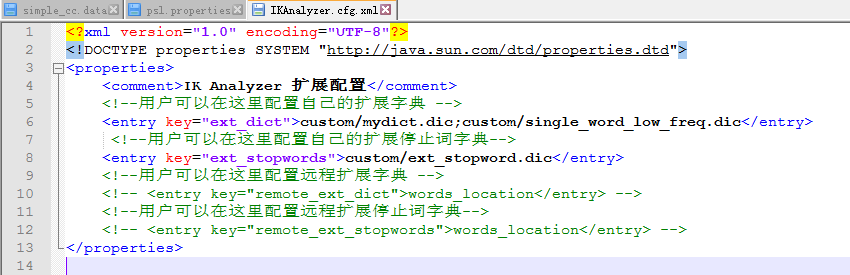 simple_cc.data psl.properties IKAnalyzer.cfg.xml
1 <?xml version="1.0" encoding="UTF-8"?>
2 <!DOCTYPE properties SYSTEM "http://java.sun.com/dtd/properties.dtd">
3 <properties>
4 <comment>IK Analyzer 扩展配置</comment>
5 <!--用户可以在这里配置自己的扩展字典 -->
6 <entry key="ext_dict">custom/mydict.dic;custom/single_word_low_freq.dic</entry>
7 <!--用户可以在这里配置自己的扩展停止词字典-->
8 <entry key="ext_stopwords">custom/ext_stopword.dic</entry>
9 <!--用户可以在这里配置远程扩展字典 -->
10 <!-- <entry key="remote_ext_dict">words_location</entry> -->
11 <!--用户可以在这里配置远程扩展停止词字典-->
12 <!-- <entry key="remote_ext_stopwords">words_location</entry> -->
13 </properties>
14